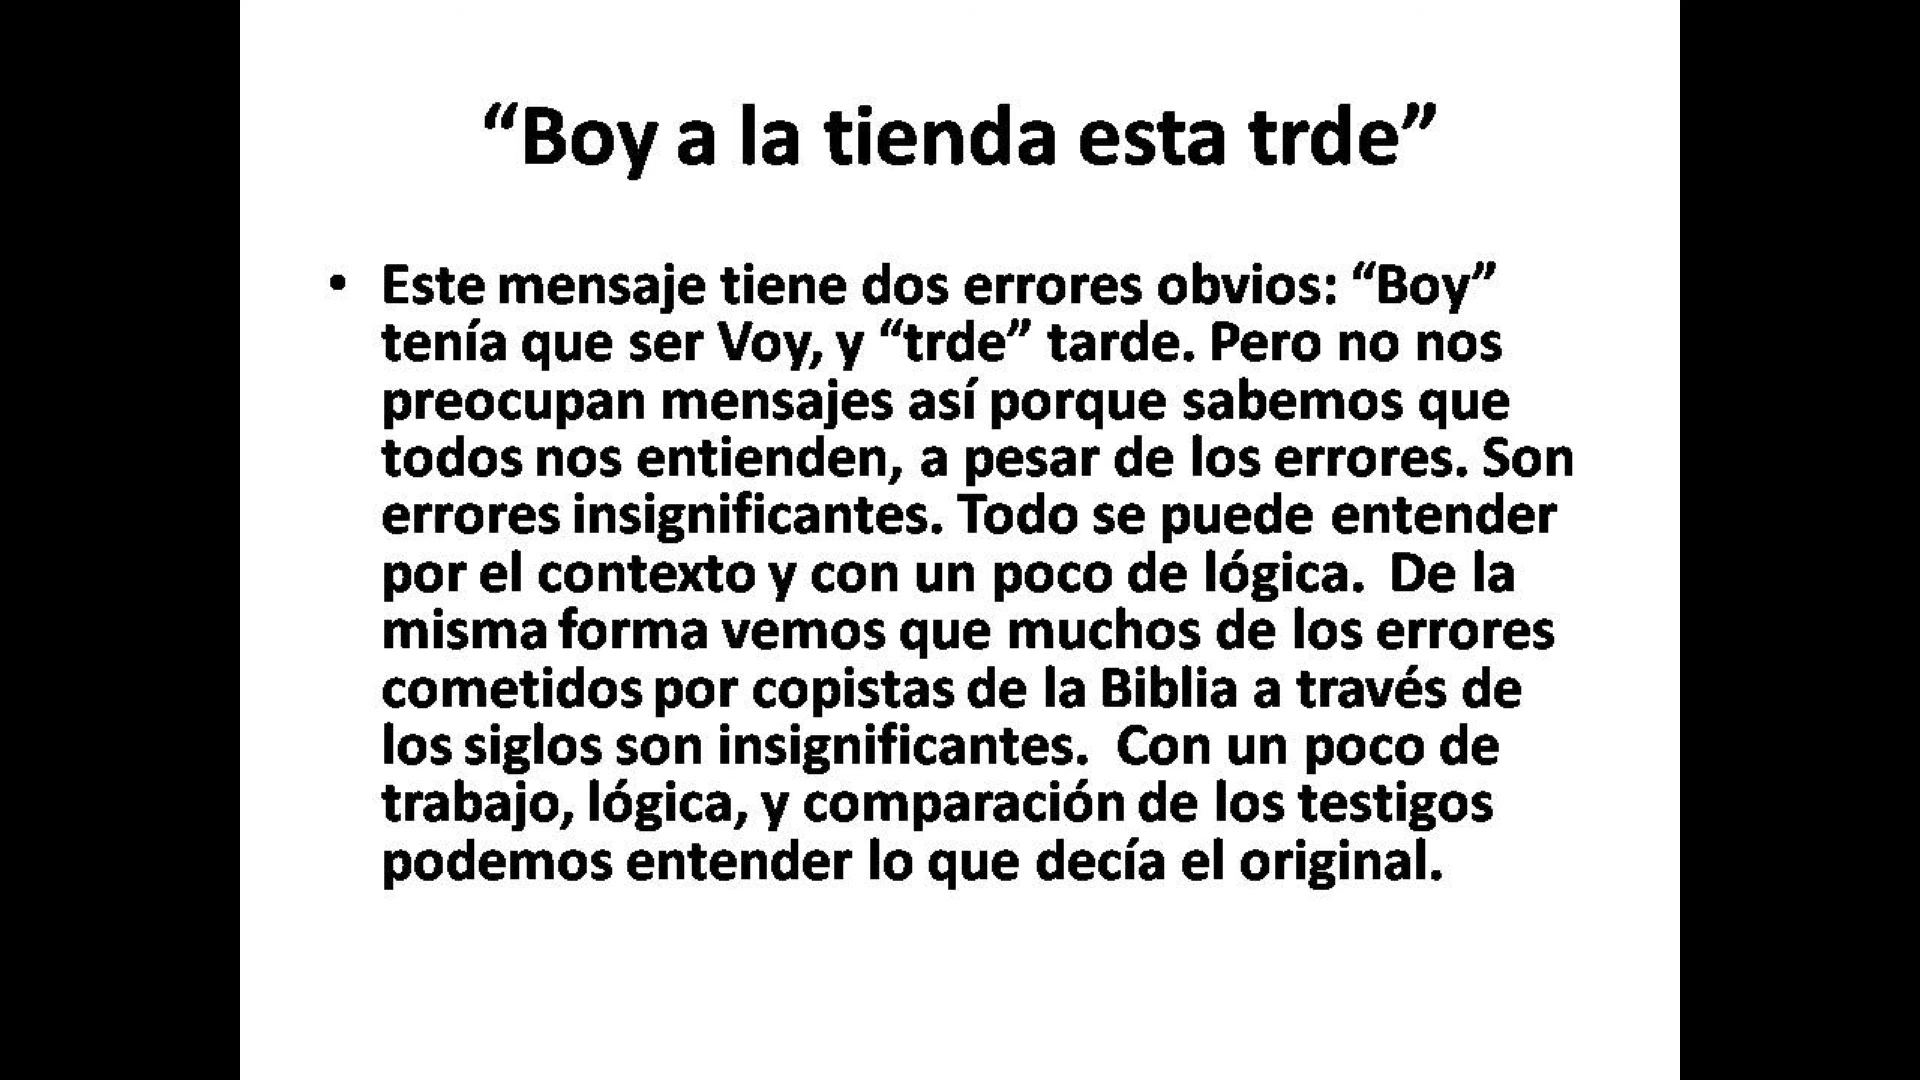 “Boy a la tienda esta trde”
• Este mensaje tiene dos errores obvios: “Boy”
tenía que ser Voy, y “trde” tarde. Pero no nos
preocupan mensajes así porque sabemos que
todos nos entienden, a pesar de los errores. Son
errores insignificantes. Todo se puede entender
por el contexto y con un poco de lógica. De la
misma forma vemos que muchos de los errores
cometidos por copistas de la Biblia a través de
los siglos son insignificantes. Con un poco de
trabajo, lógica, y comparación de los testigos
podemos entender lo que decía el original.